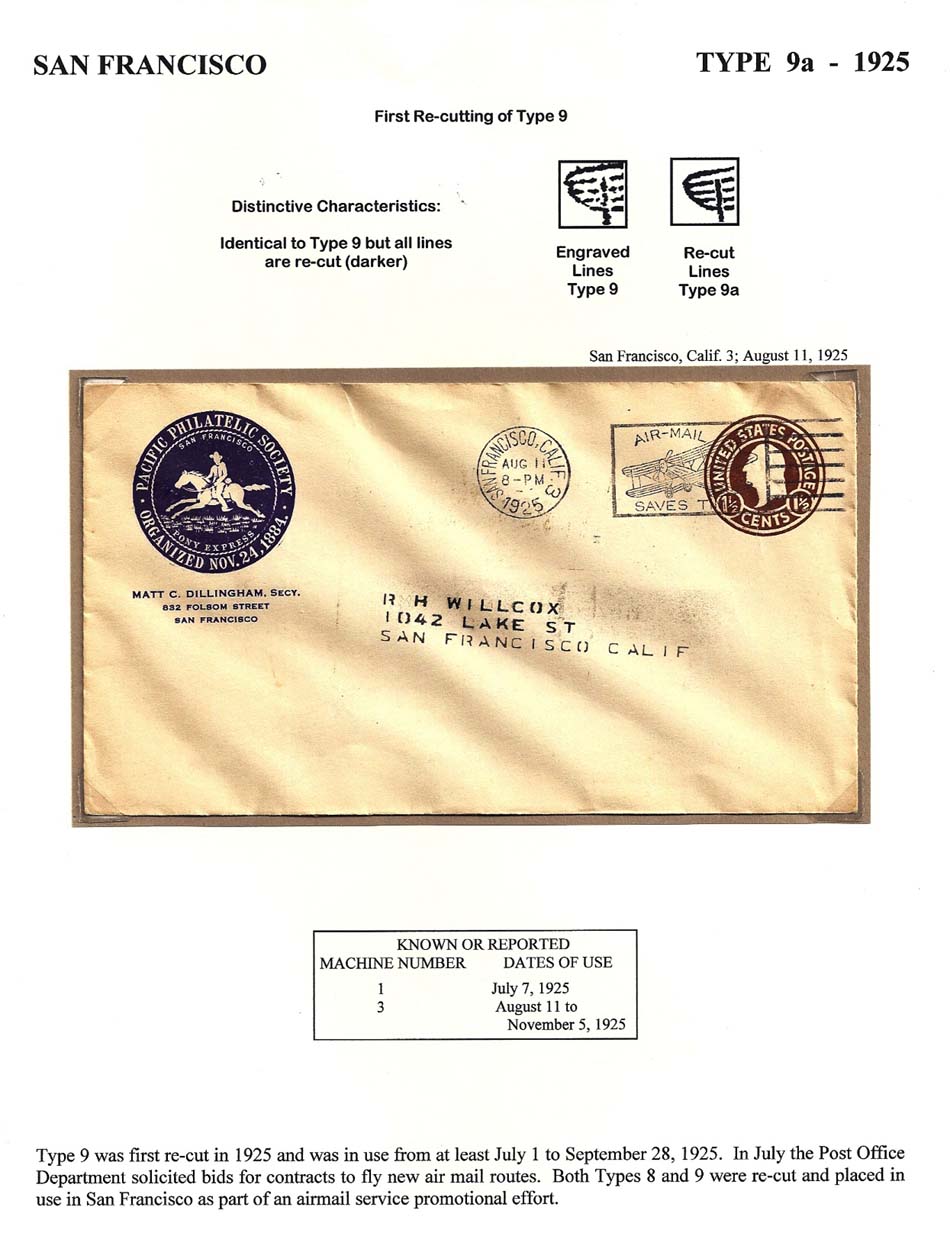 SAN FRANCISCO
TYPE 9a - 1925
First Re-cutting of Type 9
Distinctive Characteristics:
Identical to Type 9 but all lines
are re-cut (darker)
Engraved
Lines
Type 9
Re-cut
Lines
Type 9a
San Francisco, Calif. 3; August 11, 1925
PACIFIC PHILATELIC SOCIETY
SAN FRANCISCO
PONY EXPRESS
ORGANIZED NOV. 24, 1884.
MATT C. DILLINGHAM, SECY.
832 FOLSOM STREET
SAN FRANCISCO
SAN FRANCISCO, CALIF. 3
AUG 11
8-PM
1925
AIR-MAIL
SAVES
UNITED STATES POSTAGE
1½ 1½
CENTS
R H WILLCOX
1042 LAKE ST
SAN FRANCISCO CALIF
KNOWN OR REPORTED
MACHINE NUMBER DATES OF USE
1 July 7, 1925
3 August 11 to
November 5, 1925
Type 9 was first re-cut in 1925 and was in use from at least July 1 to September 28, 1925. In July the Post Office
Department solicited bids for contracts to fly new air mail routes. Both Types 8 and 9 were re-cut and placed in
use in San Francisco as part of an airmail service promotional effort.